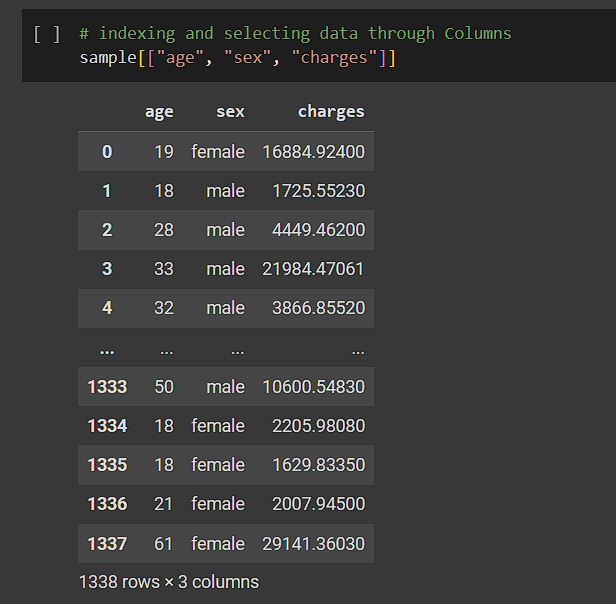 [ ] # indexing and selecting data through Columns
sample[["age", "sex", "charges"]]
age sex charges
0 19 female 16884.92400
1 18 male 1725.55230
2 28 male 4449.46200
3 33 male 21984.47061
4 32 male 3866.85520
... ... ... ...
1333 50 male 10600.54830
1334 18 female 2205.98080
1335 18 female 1629.83350
1336 21 female 2007.94500
1337 61 female 29141.36030
1338 rows × 3 columns